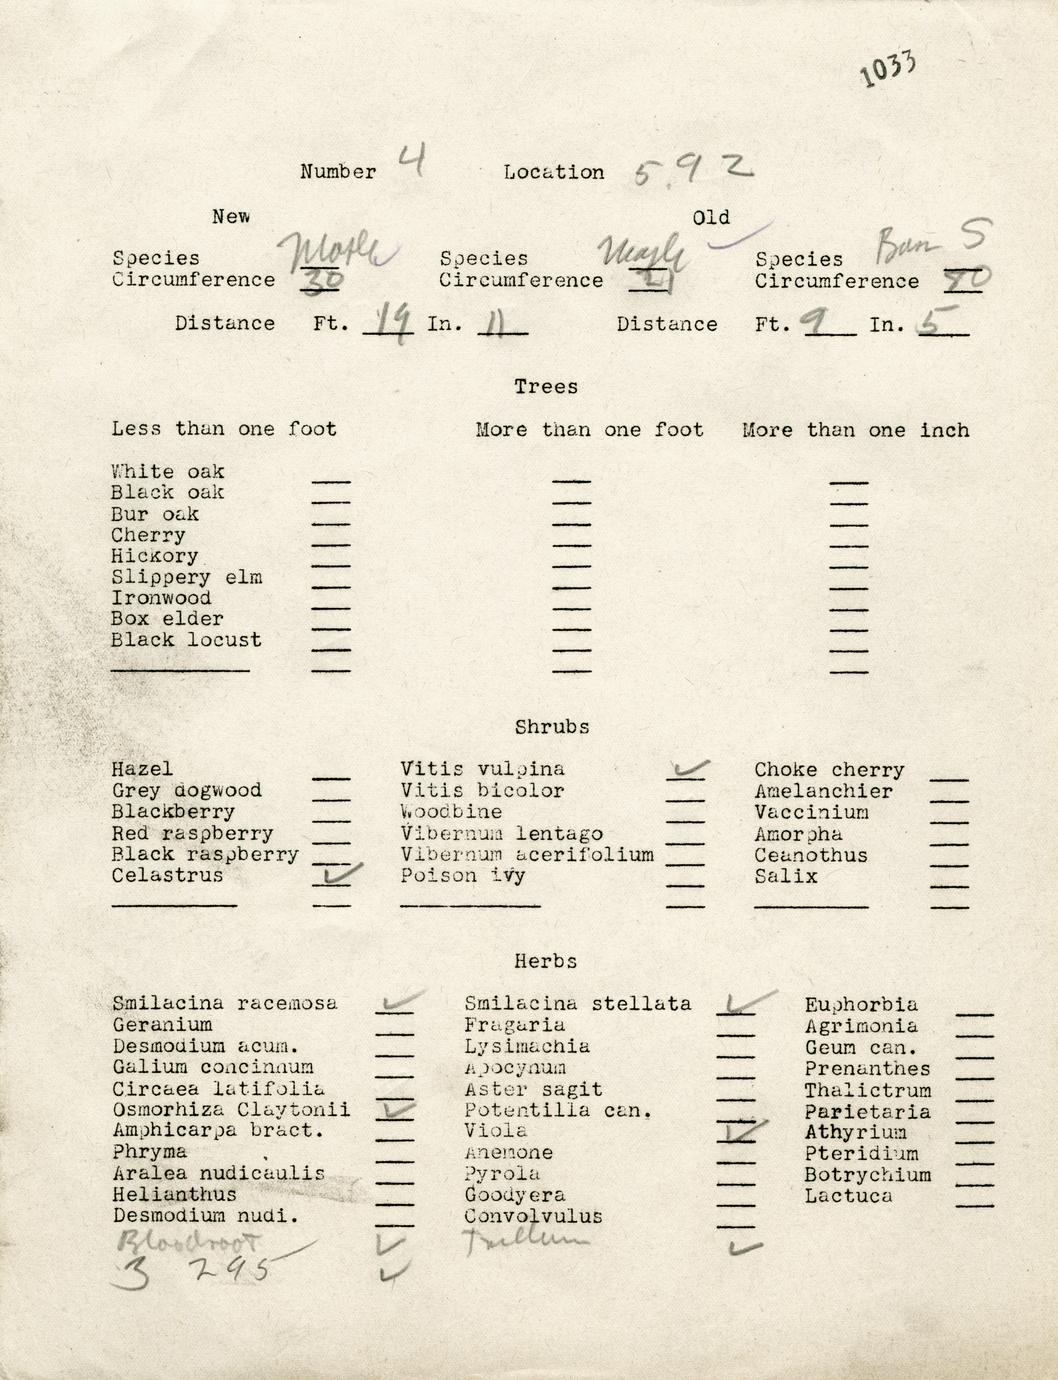 1033
Number 4 Location 5.92
New Old
Species Maple Species Maple ✓ Species S
Circumference 30 Circumference 21 Circumference 80
Distance Ft. 19 In. 11 Distance Ft. 9 In. 5
Trees
Less than one foot More than one foot More than one inch
White oak
Black oak
Bur oak
Cherry
Hickory
Slippery elm
Ironwood
Box elder
Black locust
Shrubs
Hazel Vitis vulpina ✓ Choke cherry
Grey dogwood Vitis bicolor Amelanchier
Blackberry Woodbine Vaccinium
Red raspberry Vibernum lentago Amorpha
Black raspberry Vibernum acerifolium Ceanothus
Celastrus ✓ Poison ivy Salix
Herbs
Smilacina racemosa ✓ Smilacina stellata ✓ Euphorbia
Geranium Fragaria Agrimonia
Desmodium acum. Lysimachia Geum can.
Galium concinnum Apocynum Prenanthes
Circaea latifolia Aster sagit Thalictrum
Osmorhiza Claytonii ✓ Potentilla can. Parietaria
Amphicarpa bract. Viola ✓ Athyrium
Phryma Anemone Pteridium
Aralea nudicaulis Pyrola Botrychium
Helianthus Goodyera Lactuca
Desmodium nudi. Convolvulus
Bloodroot ✓ Trillium ✓
3 295 ✓